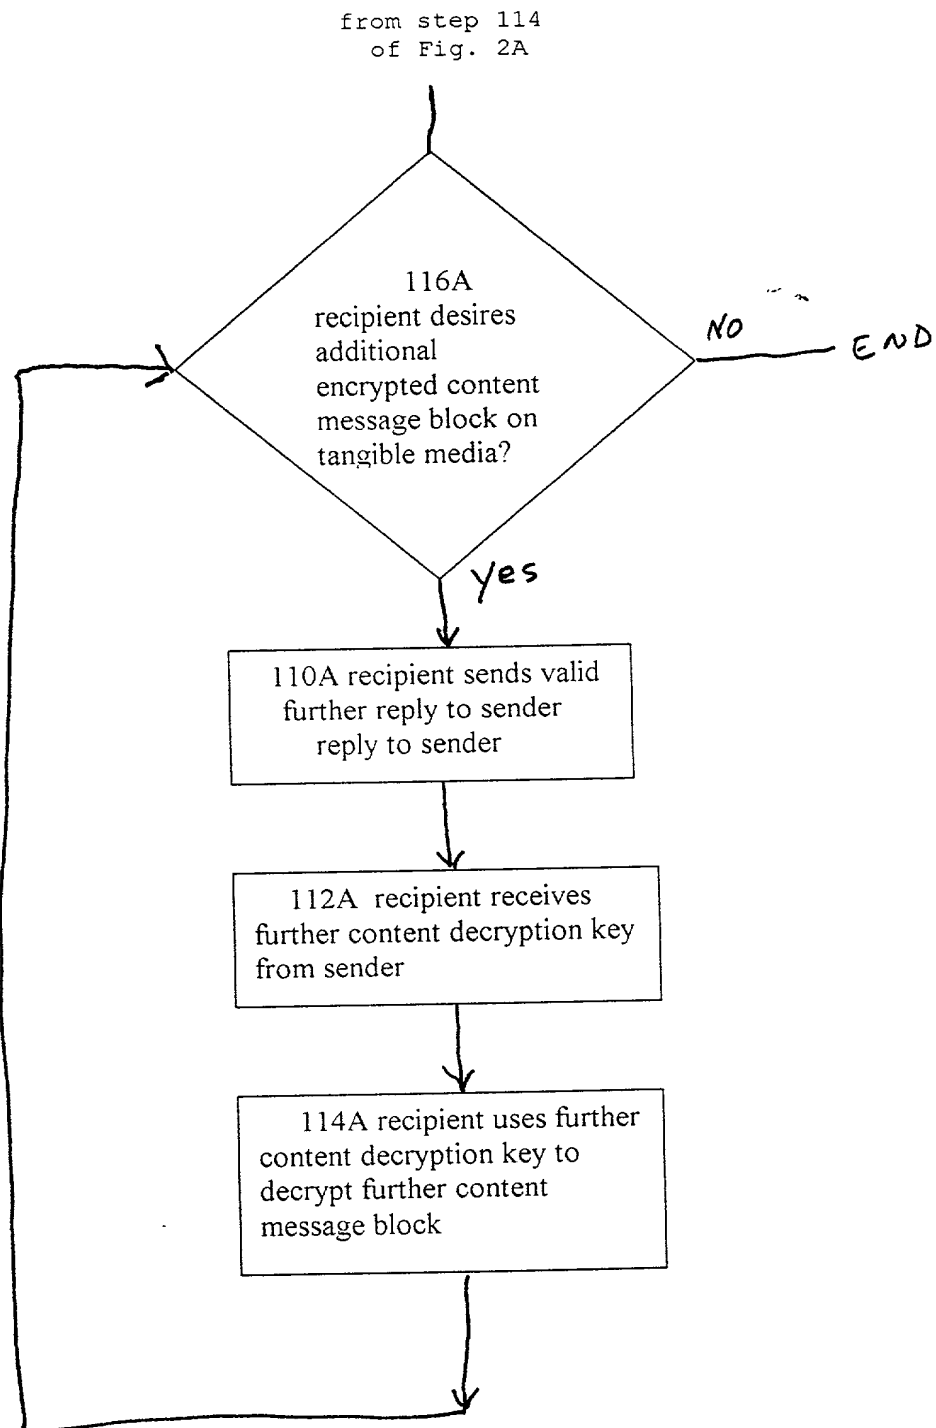 from step 114
of Fig. 2A
116A
recipient desires
additional
encrypted content
message block on
tangible media?
NO
END
yes
110A recipient sends valid
further reply to sender
reply to sender
112A recipient receives
further content decryption key
from sender
114A recipient uses further
content decryption key to
decrypt further content
message block